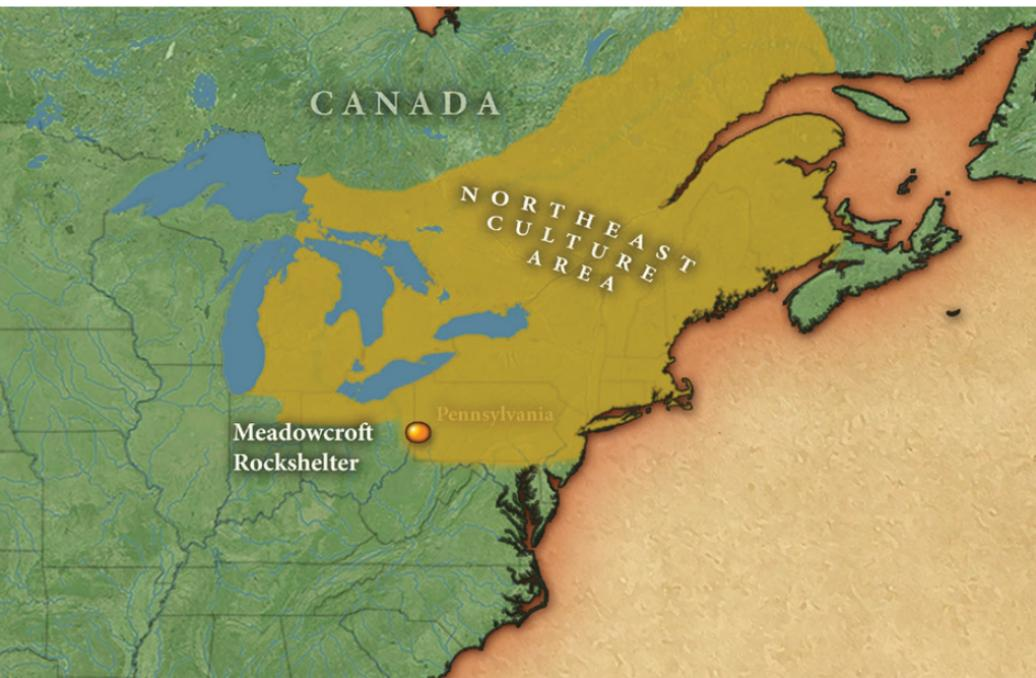 CANADA
NORTHEAST
CULTURE
AREA
Pennsylvania
Meadowcroft
Rockshelter